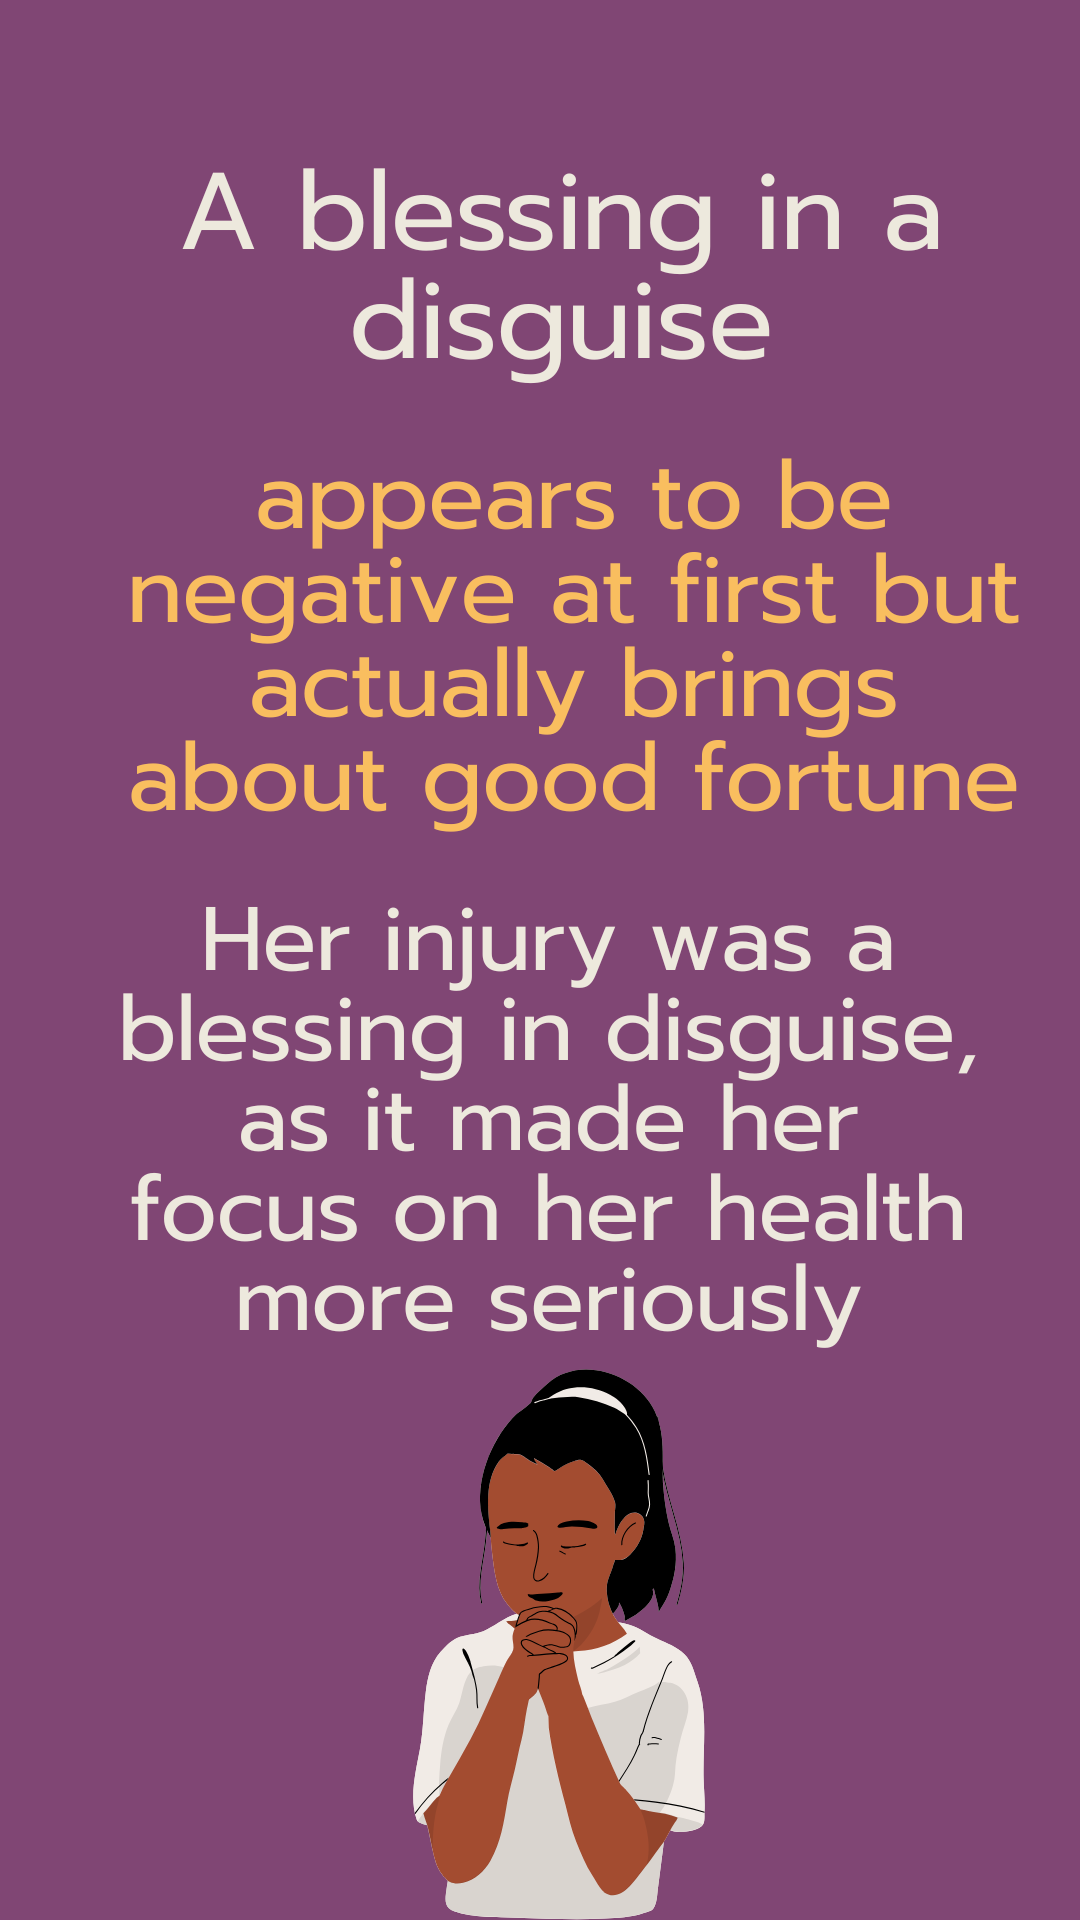 A blessing in a
disguise
appears to be
negative at first but
actually brings
about good fortune
Her injury was a
blessing in disguise,
as it made her
focus on her health
more seriously